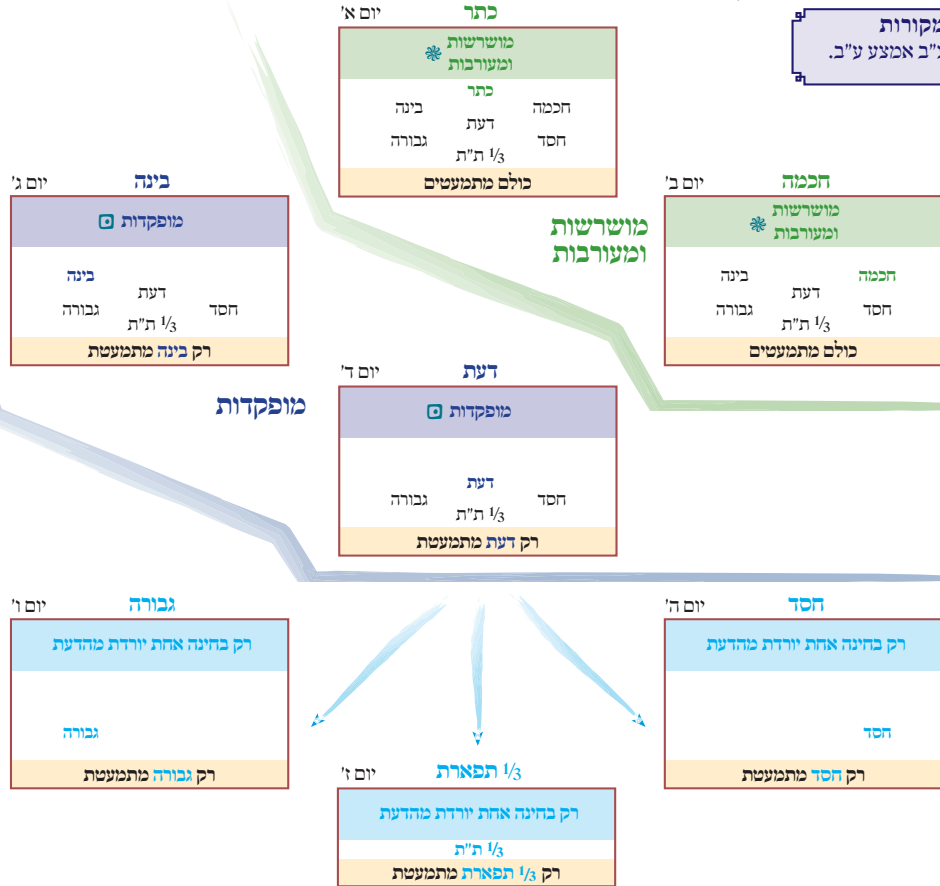 מקורות
ע״ב אמצע ע״ב.
כתר
יום א'
מושרשות
ומעורבות
כתר
חכמה בינה
דעת
חסד גבורה
1/3 ת״ת
כולם מתמעטים
חכמה
יום ב'
מושרשות
ומעורבות
חכמה בינה
דעת
חסד גבורה
1/3 ת״ת
כולם מתמעטים
מושרשות
ומעורבות
בינה
יום ג'
מופקדות
בינה
דעת
חסד גבורה
1/3 ת״ת
רק בינה מתמעטת
דעת
יום ד'
מופקדות
דעת
חסד גבורה
1/3 ת״ת
רק דעת מתמעטת
מופקדות
חסד
יום ה'
רק בחינה אחת יורדת מהדעת
חסד
רק חסד מתמעטת
גבורה
יום ו'
רק בחינה אחת יורדת מהדעת
גבורה
רק גבורה מתמעטת
1/3 תפארת
יום ז'
רק בחינה אחת יורדת מהדעת
1/3 ת״ת
רק 1/3 תפארת מתמעטת